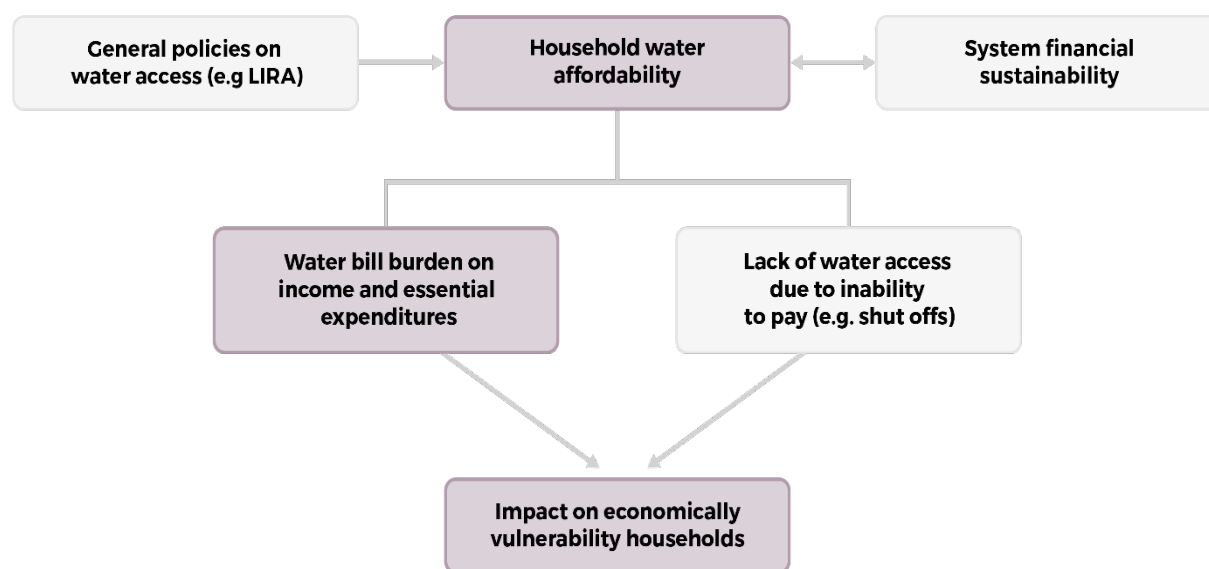 General policies on
water access (e.g LIRA)
Household water
affordability
System financial
sustainability
Water bill burden on
income and essential
expenditures
Lack of water access
due to inability
to pay (e.g. shut offs)
Impact on economically
vulnerability households